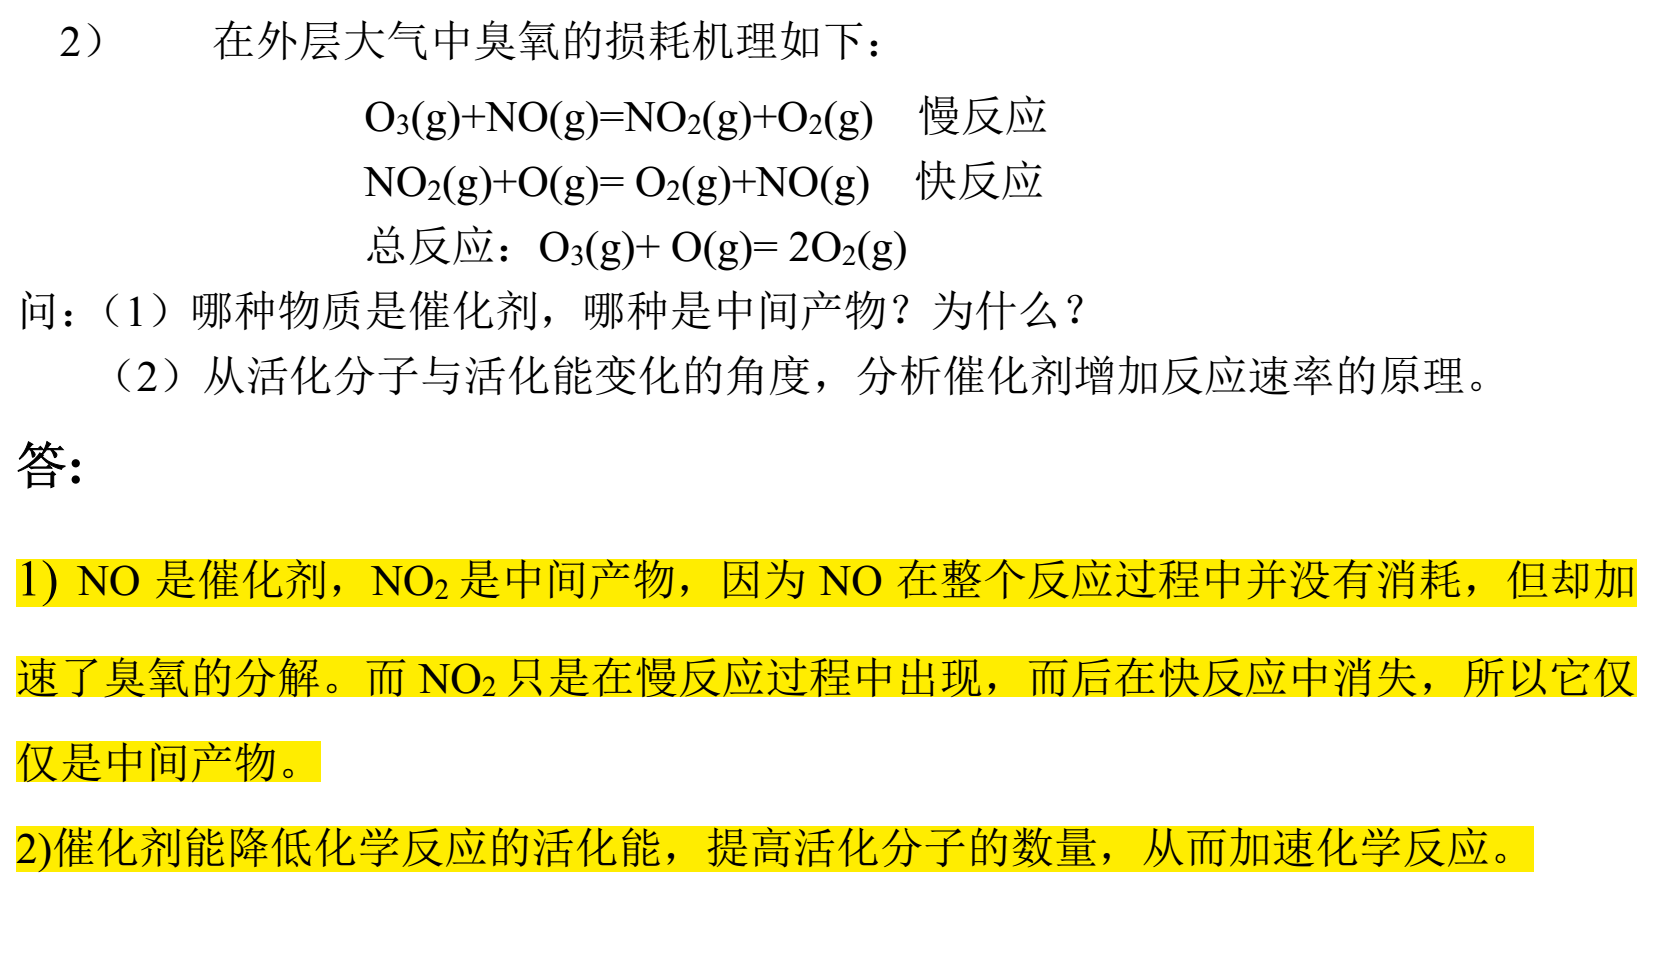 2） 在外层大气中臭氧的损耗机理如下：
O₃(g)+NO(g)=NO₂(g)+O₂(g) 慢反应
NO₂(g)+O(g)= O₂(g)+NO(g) 快反应
总反应：O₃(g)+ O(g)= 2O₂(g)
问：（1）哪种物质是催化剂，哪种是中间产物？为什么？
（2）从活化分子与活化能变化的角度，分析催化剂增加反应速率的原理。
答:
1) NO 是催化剂，NO₂ 是中间产物，因为 NO 在整个反应过程中并没有消耗，但却加
速了臭氧的分解。而 NO₂ 只是在慢反应过程中出现，而后在快反应中消失，所以它仅
仅是中间产物。
2)催化剂能降低化学反应的活化能，提高活化分子的数量，从而加速化学反应。